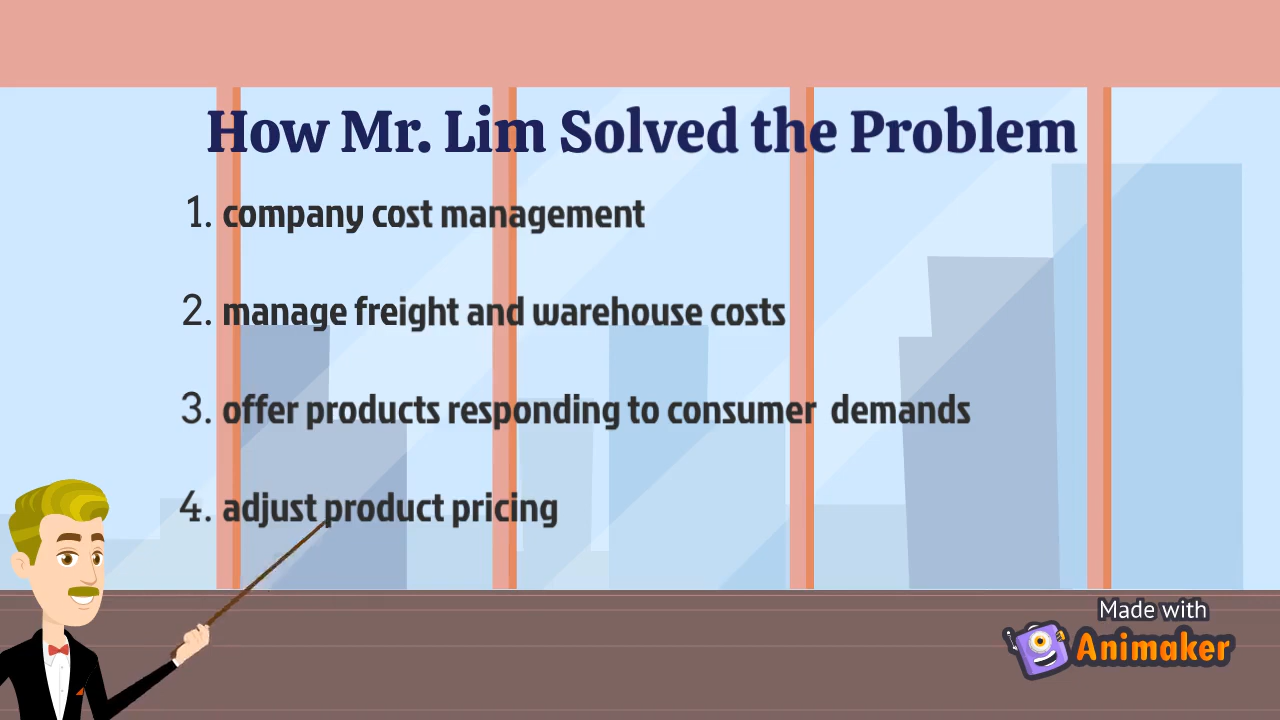 How Mr. Lim Solved the Problem
1. company cost management
2. manage freight and warehouse costs
3. offer products responding to consumer demands
4. adjust product pricing
Made with
Animaker